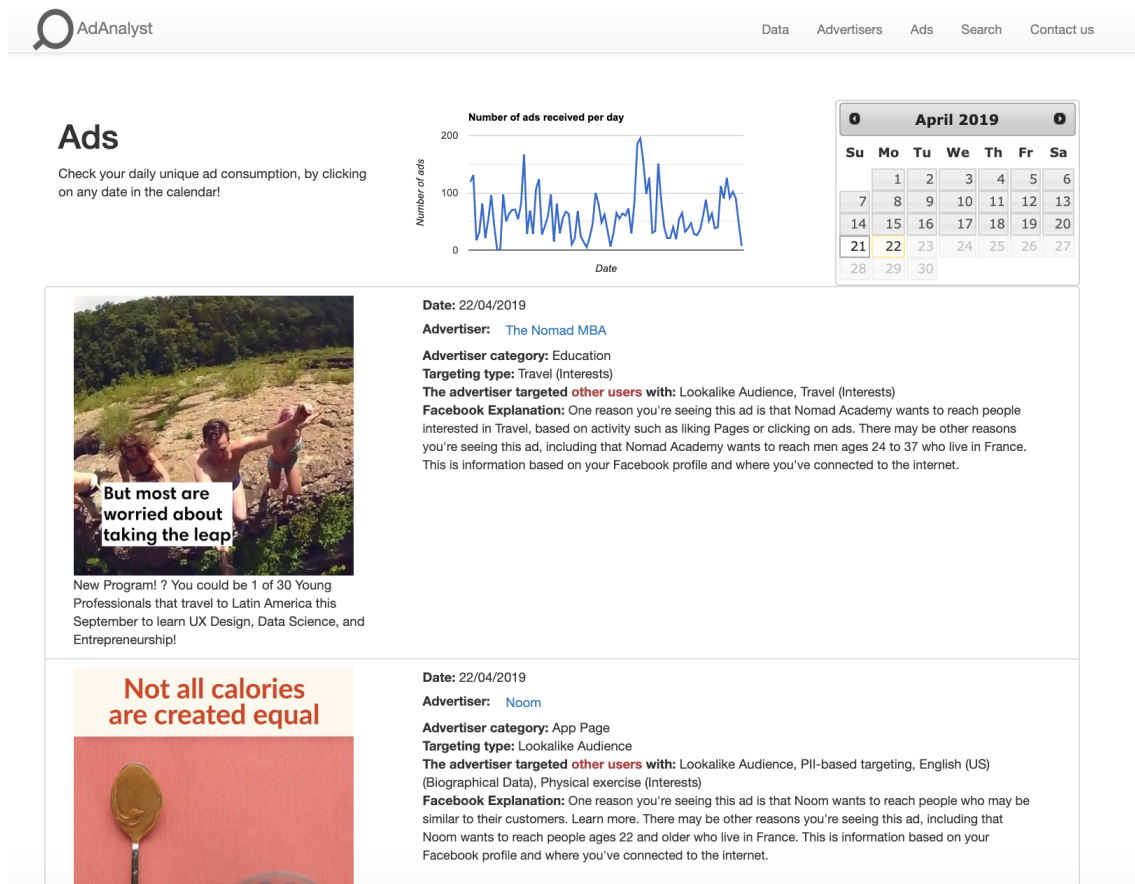 AdAnalyst
Data Advertisers Ads Search Contact us
Ads
Check your daily unique ad consumption, by clicking
on any date in the calendar!
Number of ads received per day
Number of ads
200
100
0
Date
April 2019
Su Mo Tu We Th Fr Sa
1 2 3 4 5 6
7 8 9 10 11 12 13
14 15 16 17 18 19 20
21 22 23 24 25 26 27
28 29 30
But most are
worried about
taking the leap
New Program! ? You could be 1 of 30 Young
Professionals that travel to Latin America this
September to learn UX Design, Data Science, and
Entrepreneurship!
Date: 22/04/2019
Advertiser: The Nomad MBA
Advertiser category: Education
Targeting type: Travel (Interests)
The advertiser targeted other users with: Lookalike Audience, Travel (Interests)
Facebook Explanation: One reason you're seeing this ad is that Nomad Academy wants to reach people
interested in Travel, based on activity such as liking Pages or clicking on ads. There may be other reasons
you're seeing this ad, including that Nomad Academy wants to reach men ages 24 to 37 who live in France.
This is information based on your Facebook profile and where you've connected to the internet.
Not all calories
are created equal
Date: 22/04/2019
Advertiser: Noom
Advertiser category: App Page
Targeting type: Lookalike Audience
The advertiser targeted other users with: Lookalike Audience, PII-based targeting, English (US)
(Biographical Data), Physical exercise (Interests)
Facebook Explanation: One reason you're seeing this ad is that Noom wants to reach people who may be
similar to their customers. Learn more. There may be other reasons you're seeing this ad, including that
Noom wants to reach people ages 22 and older who live in France. This is information based on your
Facebook profile and where you've connected to the internet.